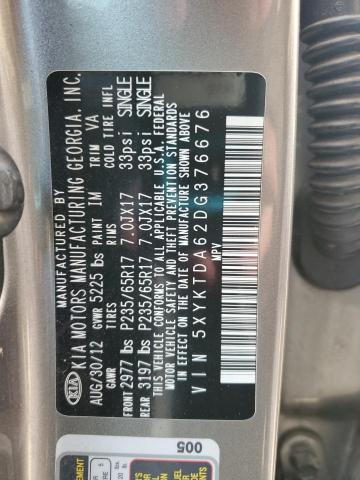 MANUFACTURED BY
KIA KIA MOTORS MANUFACTURING GEORGIA, INC.
AUG/30/12 GVWR 5225 lbs PAINT IM TRIM VA
GAWR TIRES RIMS COLD TIRE INFL
FRONT 2977 lbs P235/65R17 7.0JX17 33psi SINGLE
REAR 3197 lbs P235/65R17 7.0JX17 33psi SINGLE
THIS VEHICLE CONFORMS TO ALL APPLICABLE U.S.A. FEDERAL
MOTOR VEHICLE SAFETY AND THEFT PREVENTION STANDARDS
IN EFFECT ON THE DATE OF MANUFACTURE SHOWN ABOVE
VIN 5XYKTDA62DG376676
MPV
005